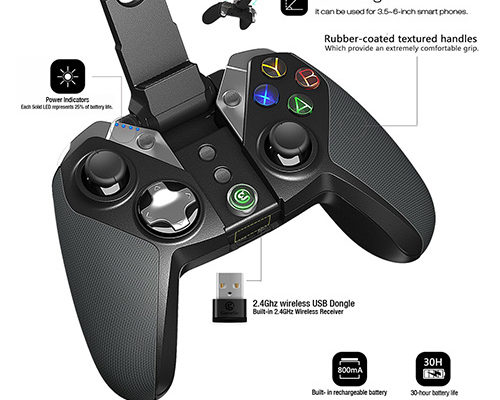 it can be used for 3.5~6-inch smart phones.
Rubber-coated textured handles
Which provide an extremely comfortable grip.
Power Indicators
Each Solid LED represents 25% of battery life.
Y
B
X
A
2.4Ghz wireless USB Dongle
Built-in 2.4GHz Wireless Receiver
800mA
Built- in rechargeable battery
30H
30-hour battery life